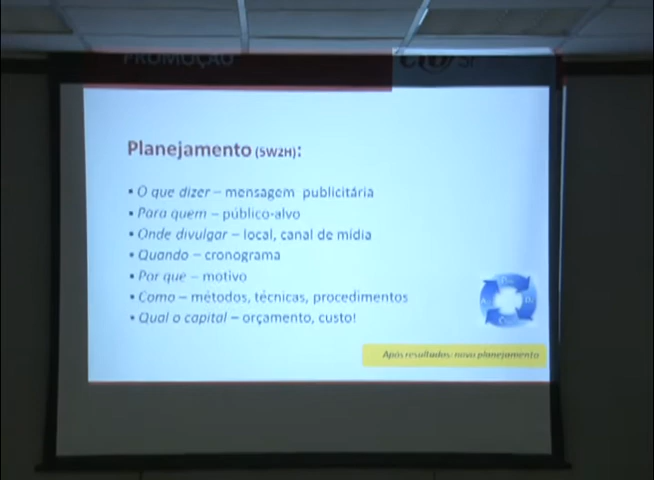 PROMOÇÃO
Planejamento (5W2H):
▪ O que dizer – mensagem publicitária
▪ Para quem – público-alvo
▪ Onde divulgar – local, canal de mídia
▪ Quando – cronograma
▪ Por que – motivo
▪ Como – métodos, técnicas, procedimentos
▪ Qual o capital – orçamento, custo!
Após resultados: novo planejamento